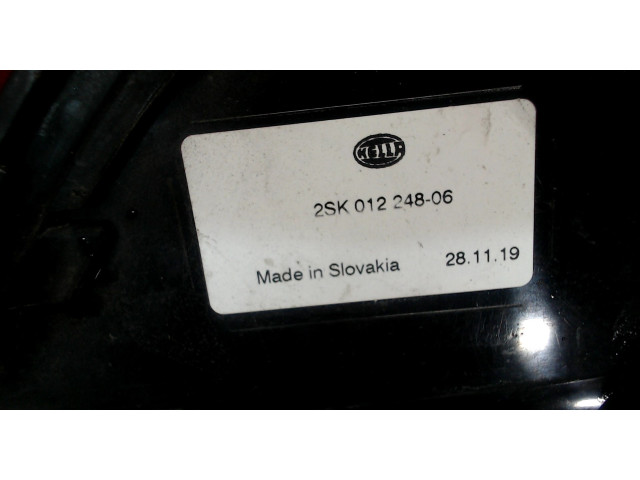 HELLA
2SK 012 248-06
Made in Slovakia 28.11.19